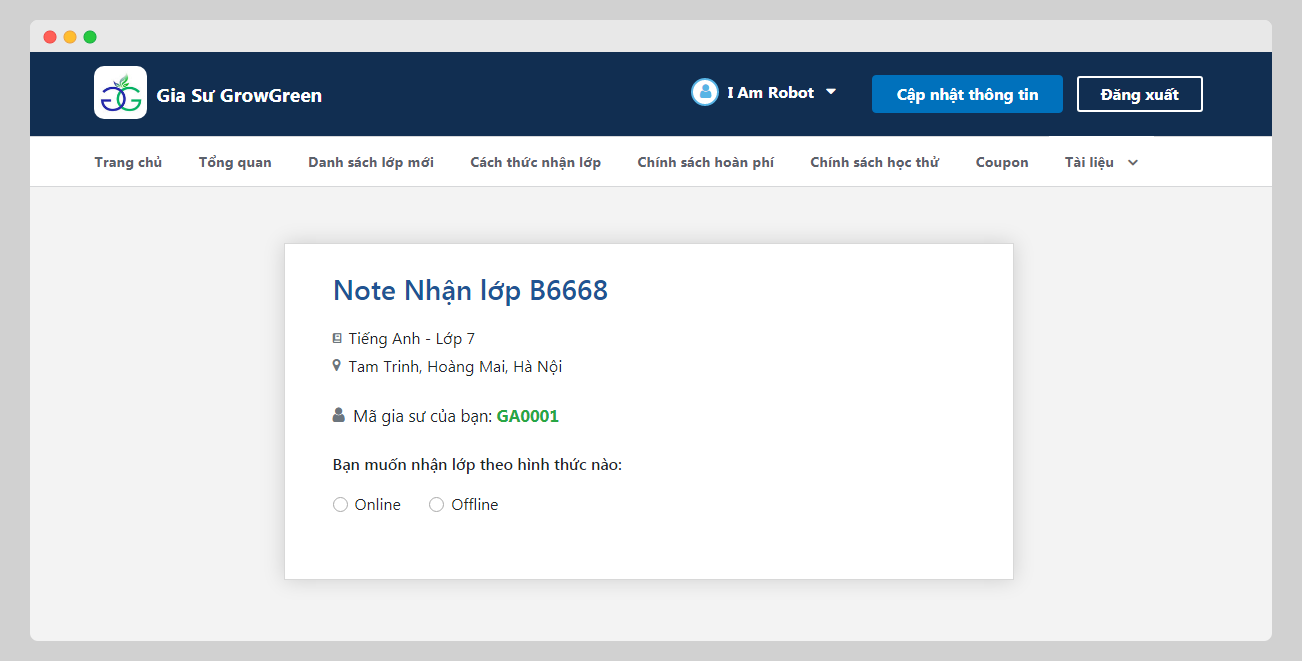 Gia Sư GrowGreen
I Am Robot
Cập nhật thông tin
Đăng xuất
Trang chủ
Tổng quan
Danh sách lớp mới
Cách thức nhận lớp
Chính sách hoàn phí
Chính sách học thử
Coupon
Tài liệu
Note Nhận lớp B6668
Tiếng Anh - Lớp 7
Tam Trinh, Hoàng Mai, Hà Nội
Mã gia sư của bạn: GA0001
Bạn muốn nhận lớp theo hình thức nào:
Online
Offline